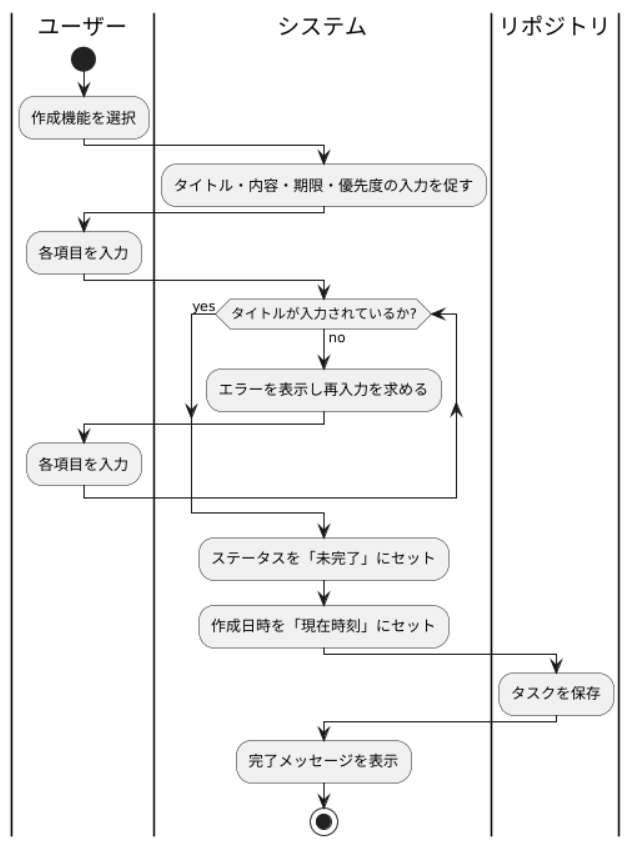 ユーザー
システム
リポジトリ
作成機能を選択
タイトル・内容・期限・優先度の入力を促す
各項目を入力
yes
タイトルが入力されているか?
no
エラーを表示し再入力を求める
各項目を入力
ステータスを「未完了」にセット
作成日時を「現在時刻」にセット
タスクを保存
完了メッセージを表示